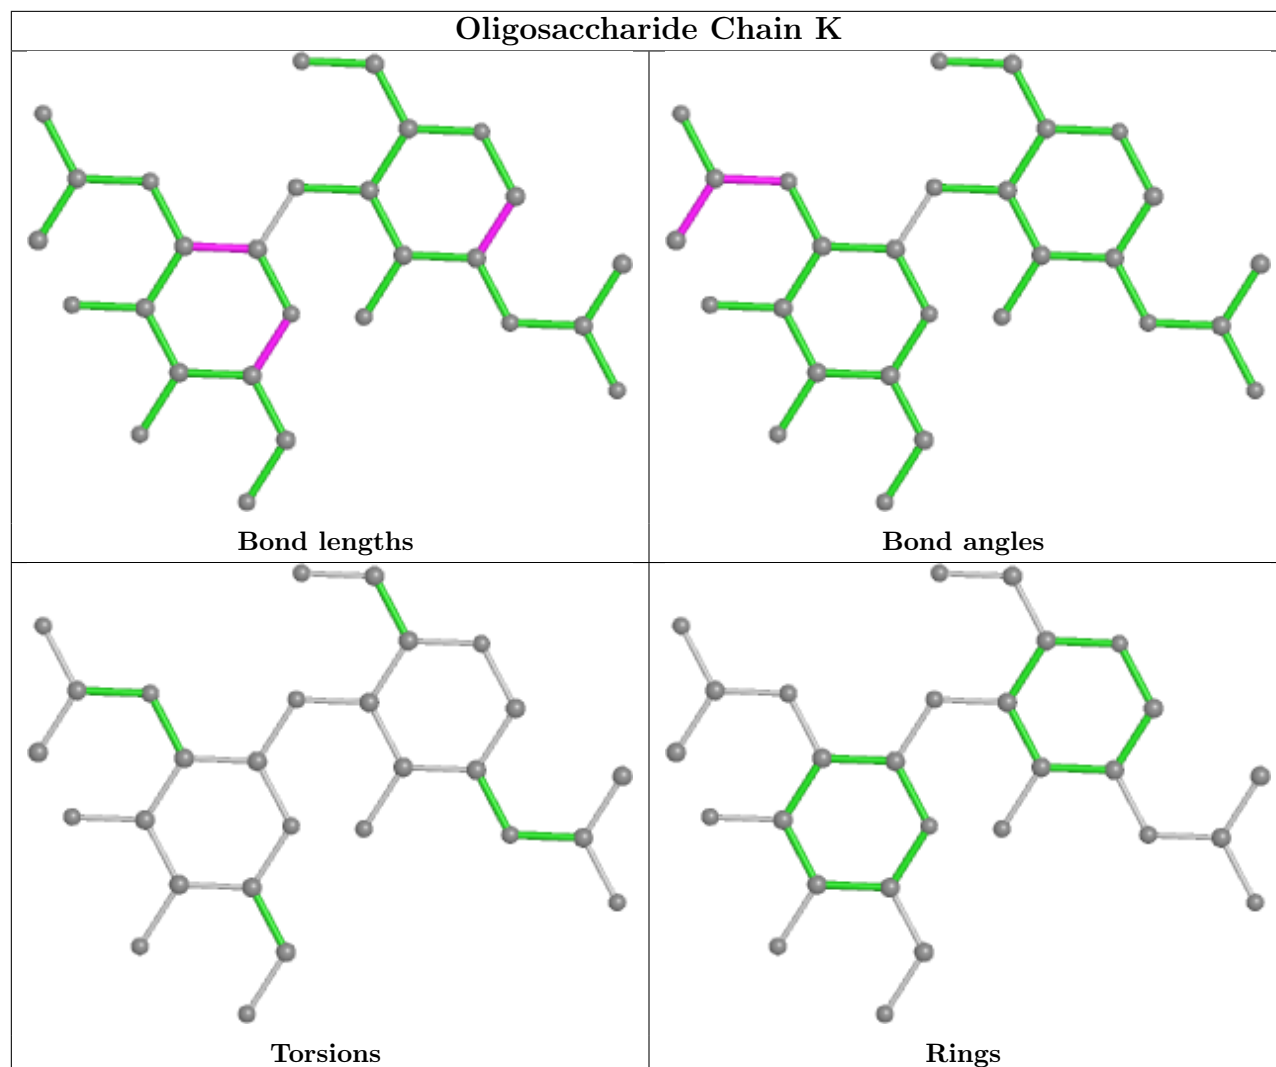 Oligosaccharide Chain K
Bond lengths
Bond angles
Torsions
Rings